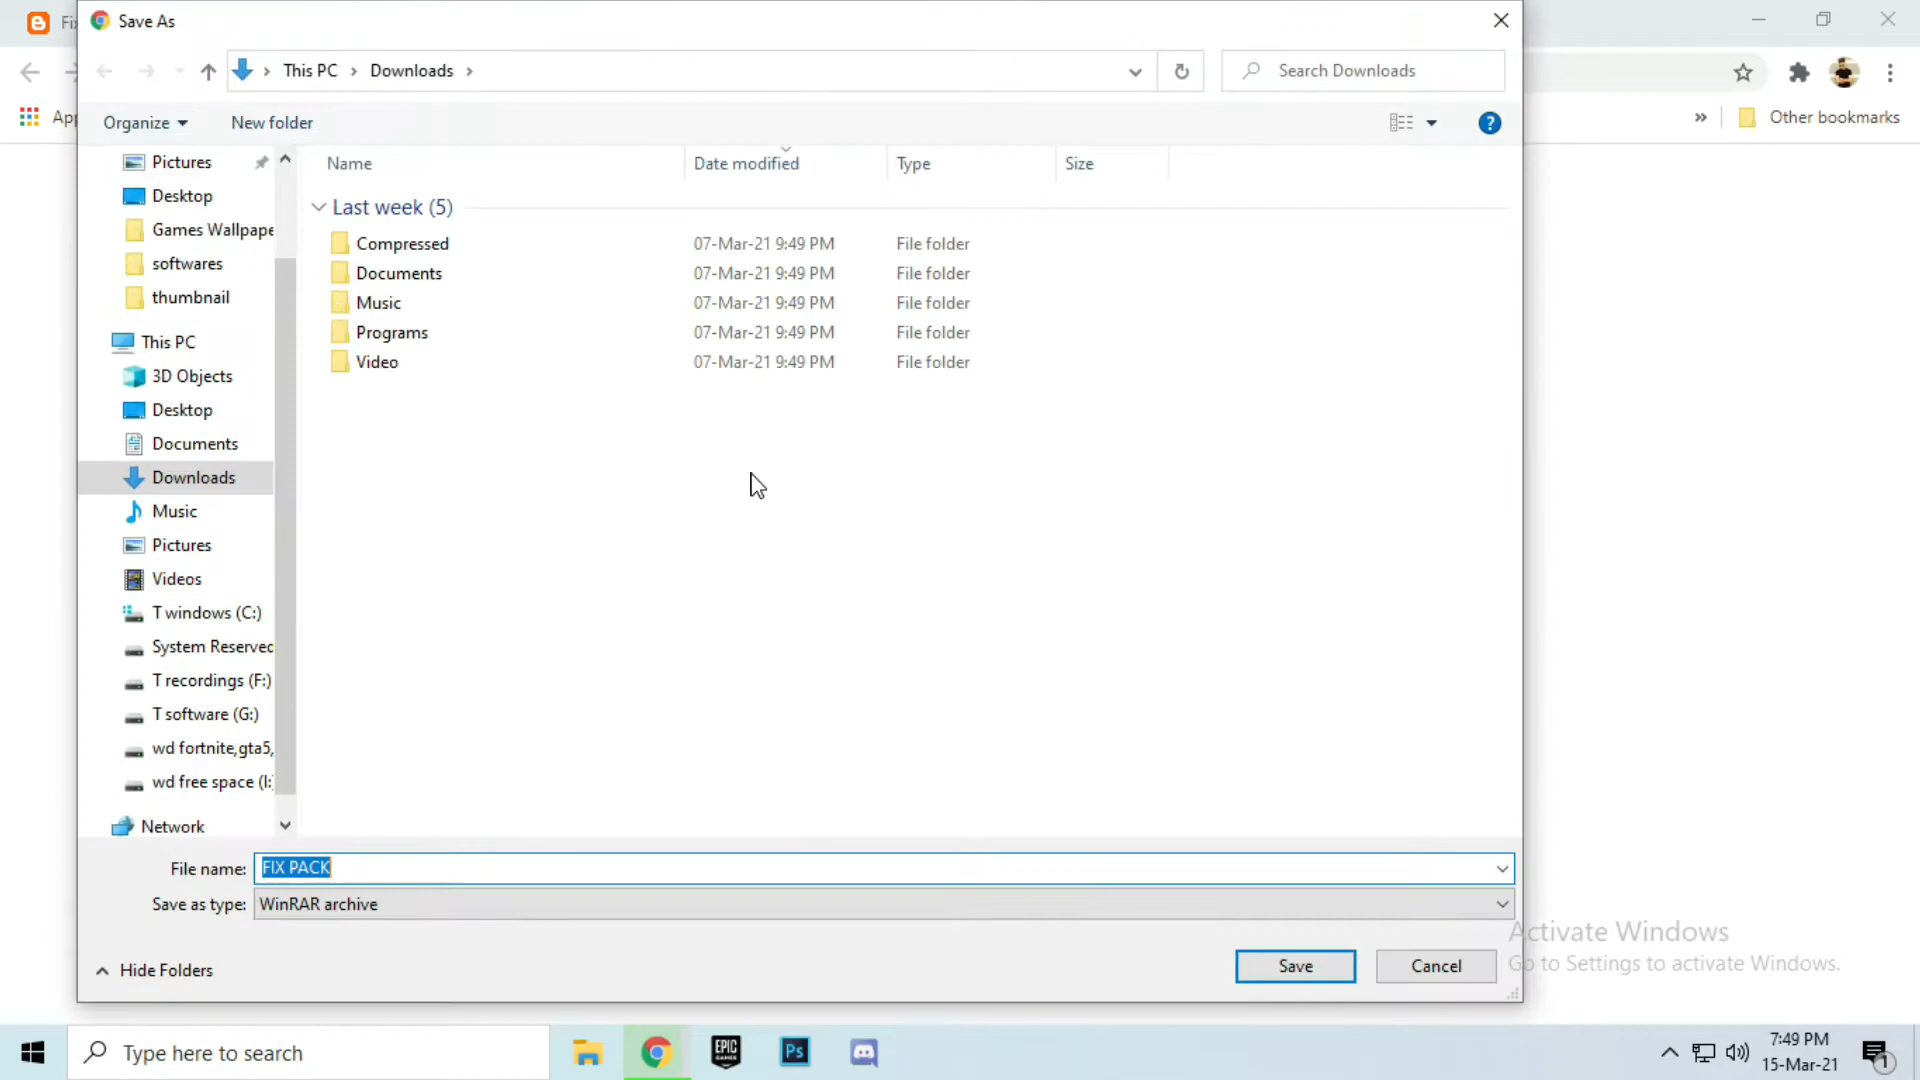 Fi
Save As
This PC
Downloads
Search Downloads
App
Other bookmarks
Organize
New folder
Name
Date modified
Type
Size
Last week (5)
Compressed 07-Mar-21 9:49 PM File folder
Documents 07-Mar-21 9:49 PM File folder
Music 07-Mar-21 9:49 PM File folder
Programs 07-Mar-21 9:49 PM File folder
Video 07-Mar-21 9:49 PM File folder
Pictures
Desktop
Games Wallpape
softwares
thumbnail
This PC
3D Objects
Desktop
Documents
Downloads
Music
Pictures
Videos
T windows (C:)
System Reserved
T recordings (F:)
T software (G:)
wd fortnite,gta5,
wd free space (I:
Network
File name: FIX PACK
Save as type: WinRAR archive
Hide Folders
Save
Cancel
Activate Windows
Go to Settings to activate Windows.
Type here to search
EPIC GAMES
Ps
7:49 PM
15-Mar-21
1